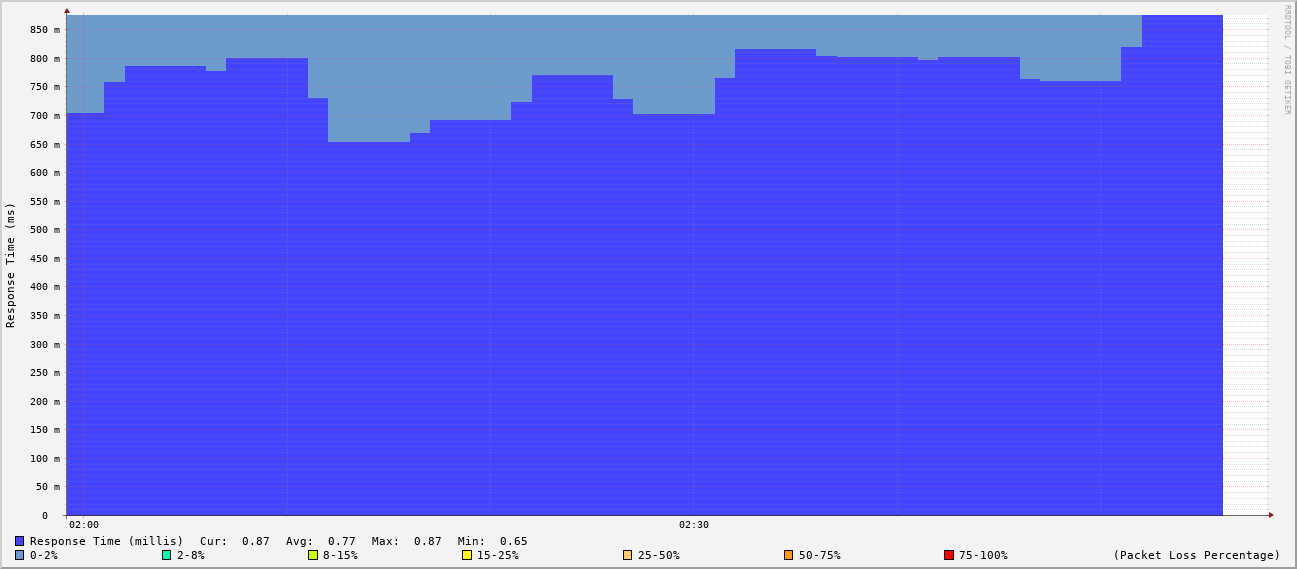 RRDTOOL / TOBI OETIKER
Response Time (ms)
850 m
800 m
750 m
700 m
650 m
600 m
550 m
500 m
450 m
400 m
350 m
300 m
250 m
200 m
150 m
100 m
50 m
0
02:00 02:30
Response Time (millis) Cur: 0.87 Avg: 0.77 Max: 0.87 Min: 0.65
0-2% 2-8% 8-15% 15-25% 25-50% 50-75% 75-100% (Packet Loss Percentage)